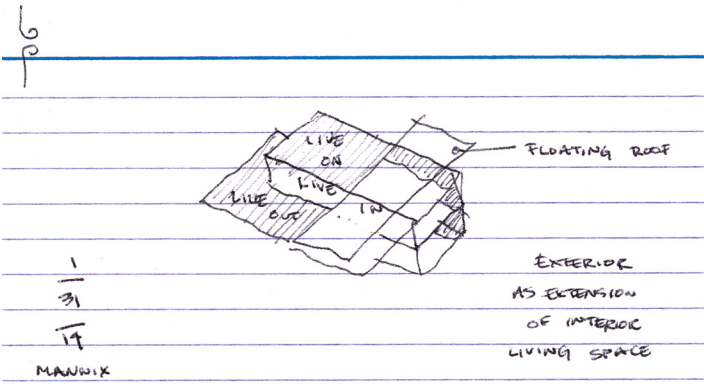 LIVE
ON
FLOATING ROOF
LIVE
IN
LIVE
OUT
1
31
14
MANNIX
EXTERIOR
AS EXTENSION
OF INTERIOR
LIVING SPACE